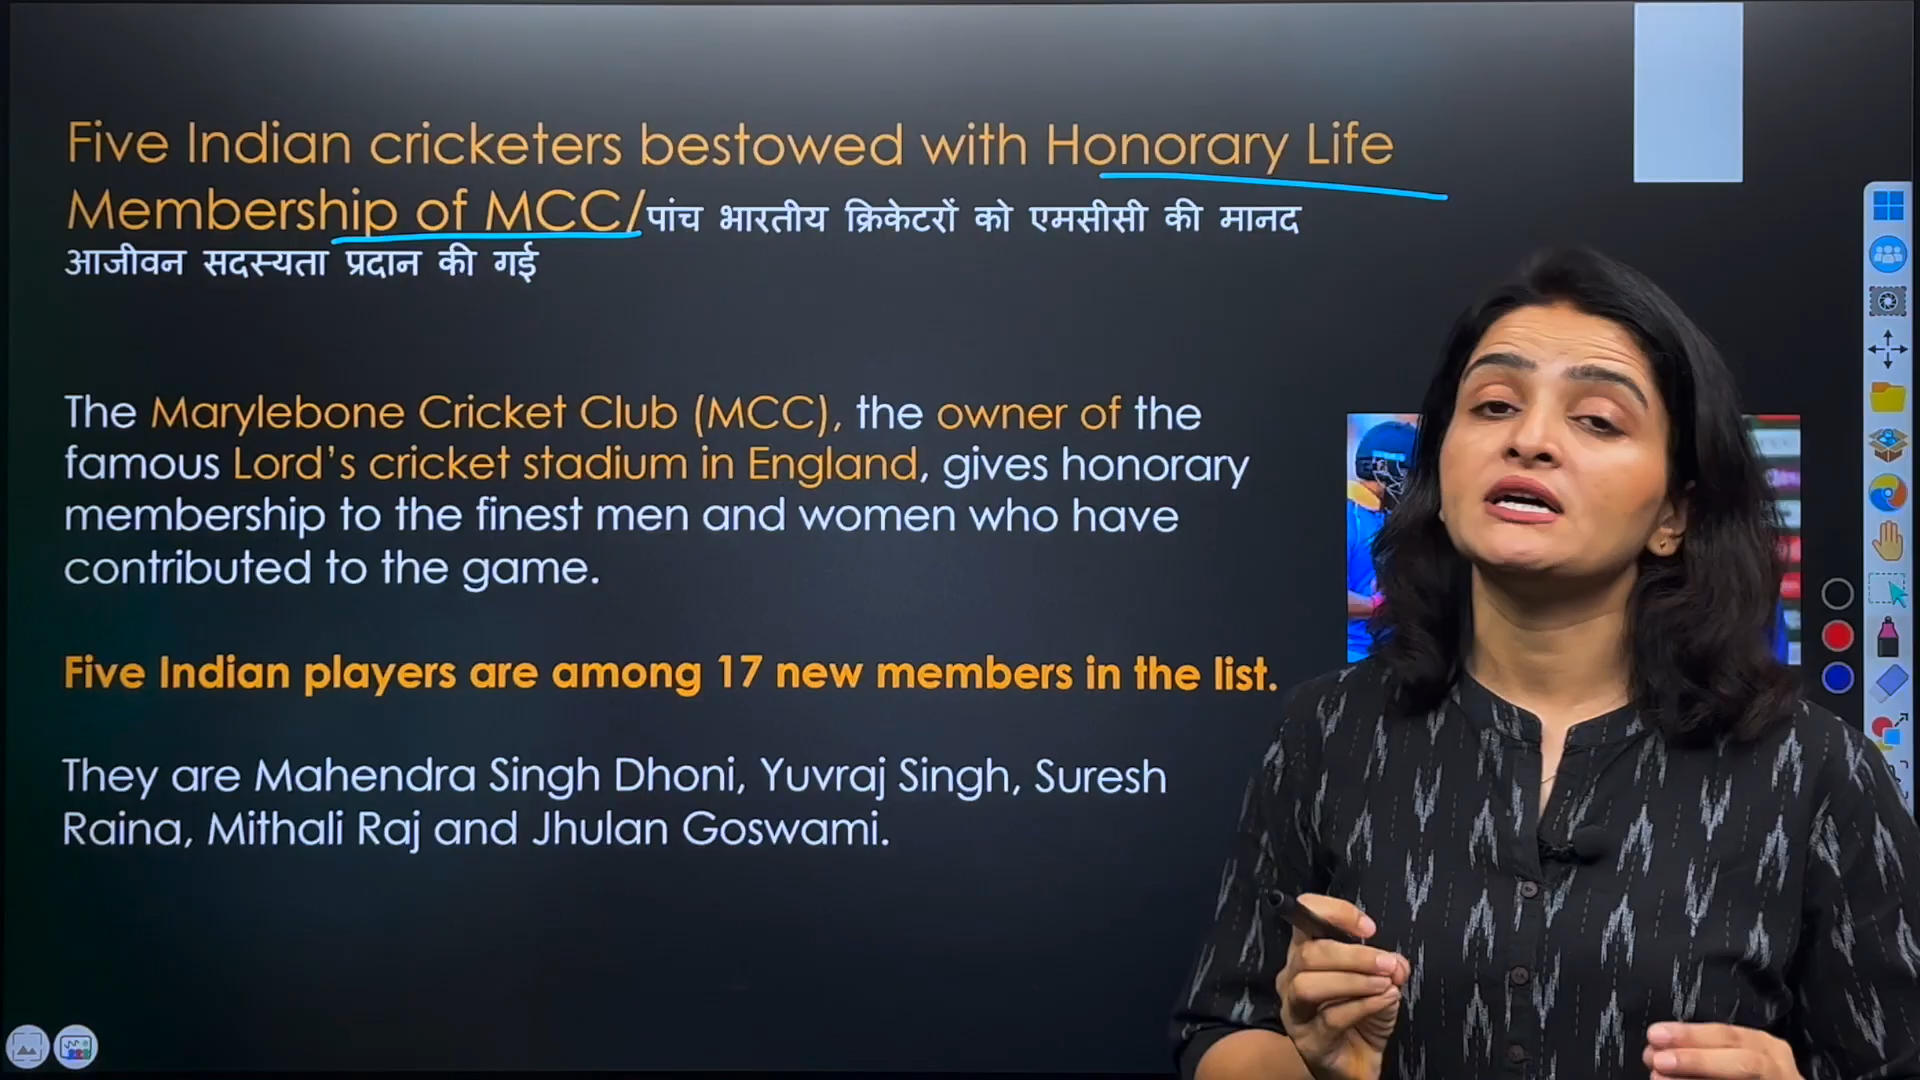 Five Indian cricketers bestowed with Honorary Life
Membership of MCC/पांच भारतीय क्रिकेटरों को एमसीसी की मानद
आजीवन सदस्यता प्रदान की गई
The Marylebone Cricket Club (MCC), the owner of the
famous Lord’s cricket stadium in England, gives honorary
membership to the finest men and women who have
contributed to the game.
Five Indian players are among 17 new members in the list.
They are Mahendra Singh Dhoni, Yuvraj Singh, Suresh
Raina, Mithali Raj and Jhulan Goswami.